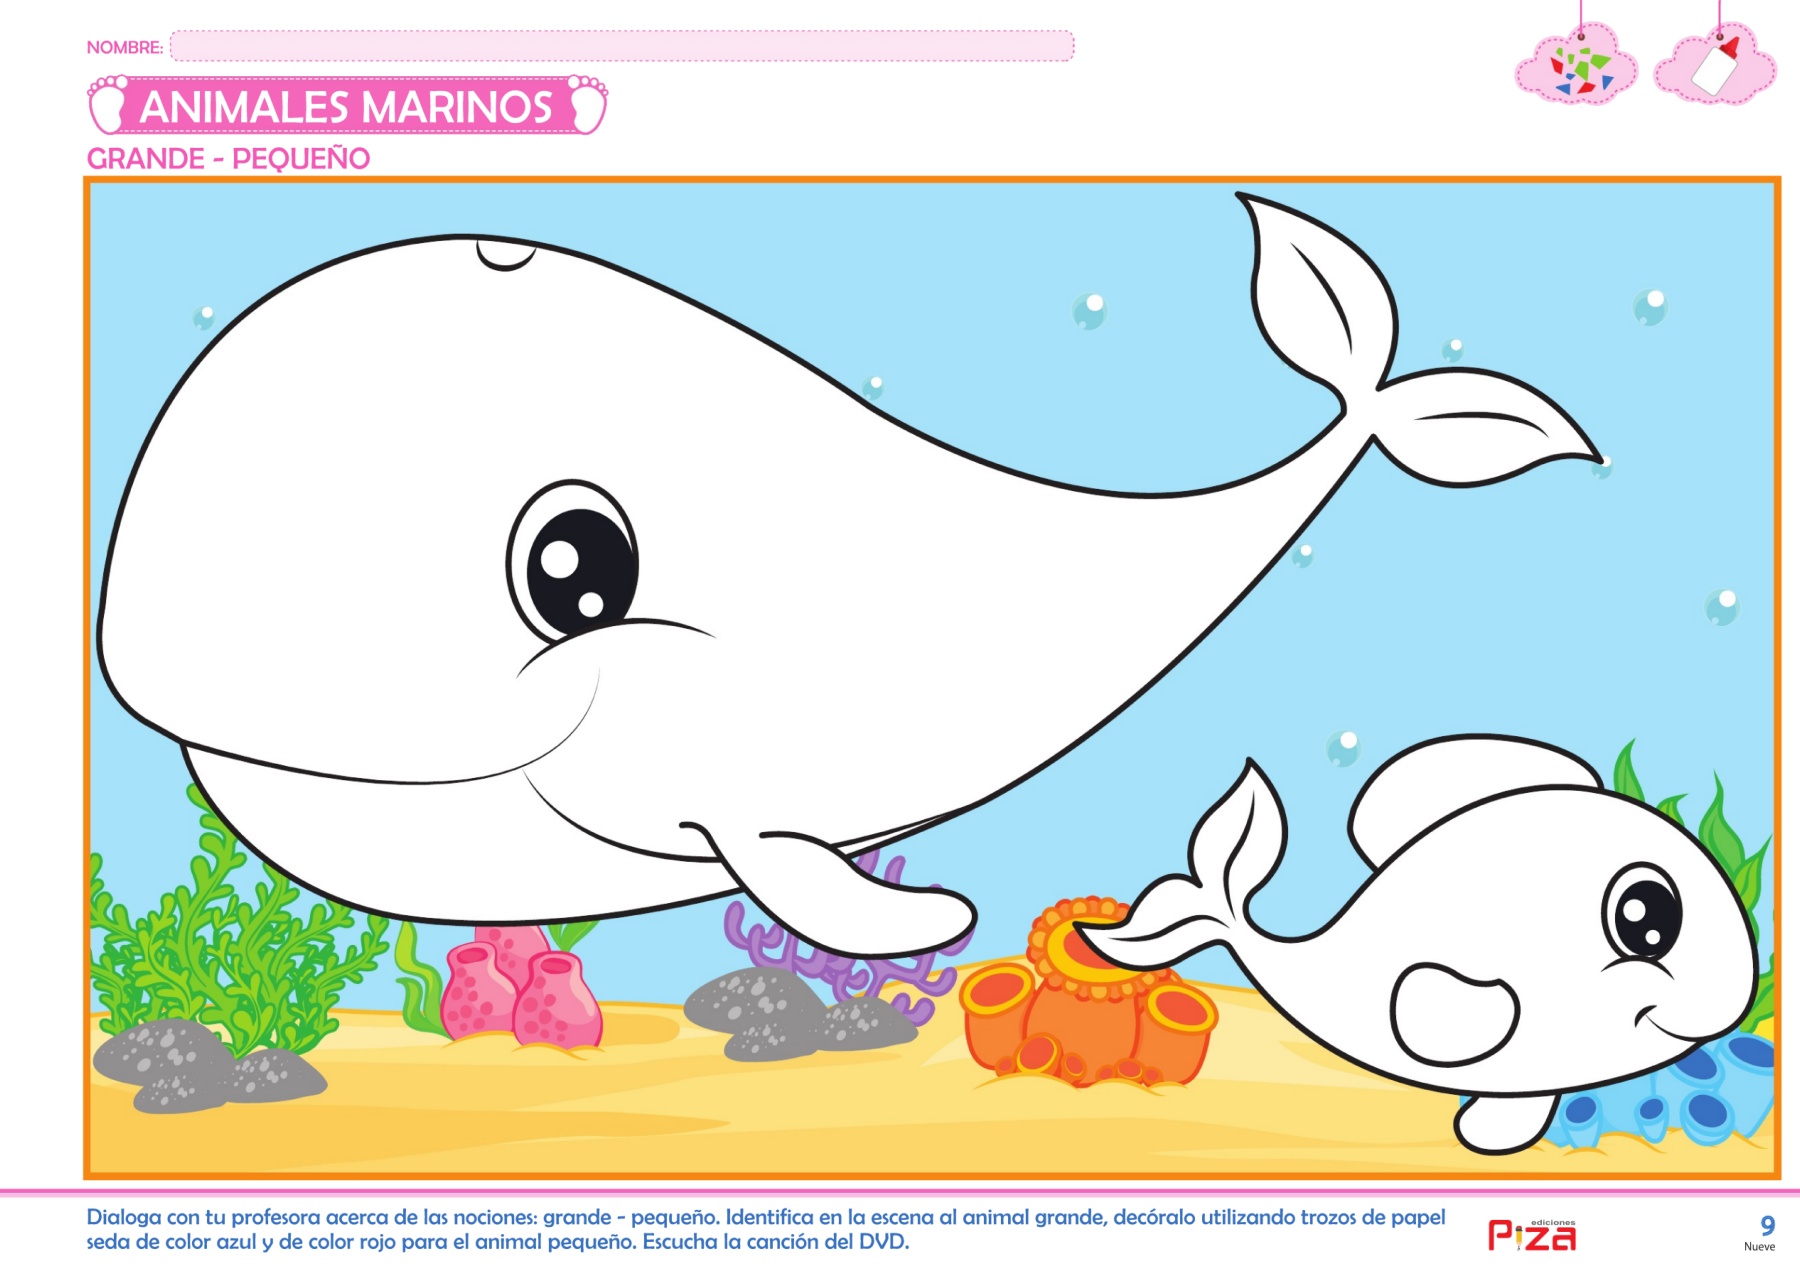 NOMBRE:
ANIMALES MARINOS
GRANDE - PEQUEÑO
Dialoga con tu profesora acerca de las nociones: grande - pequeño. Identifica en la escena al animal grande, decóralo utilizando trozos de papel
seda de color azul y de color rojo para el animal pequeño. Escucha la canción del DVD.
ediciones
Piza
9
Nueve